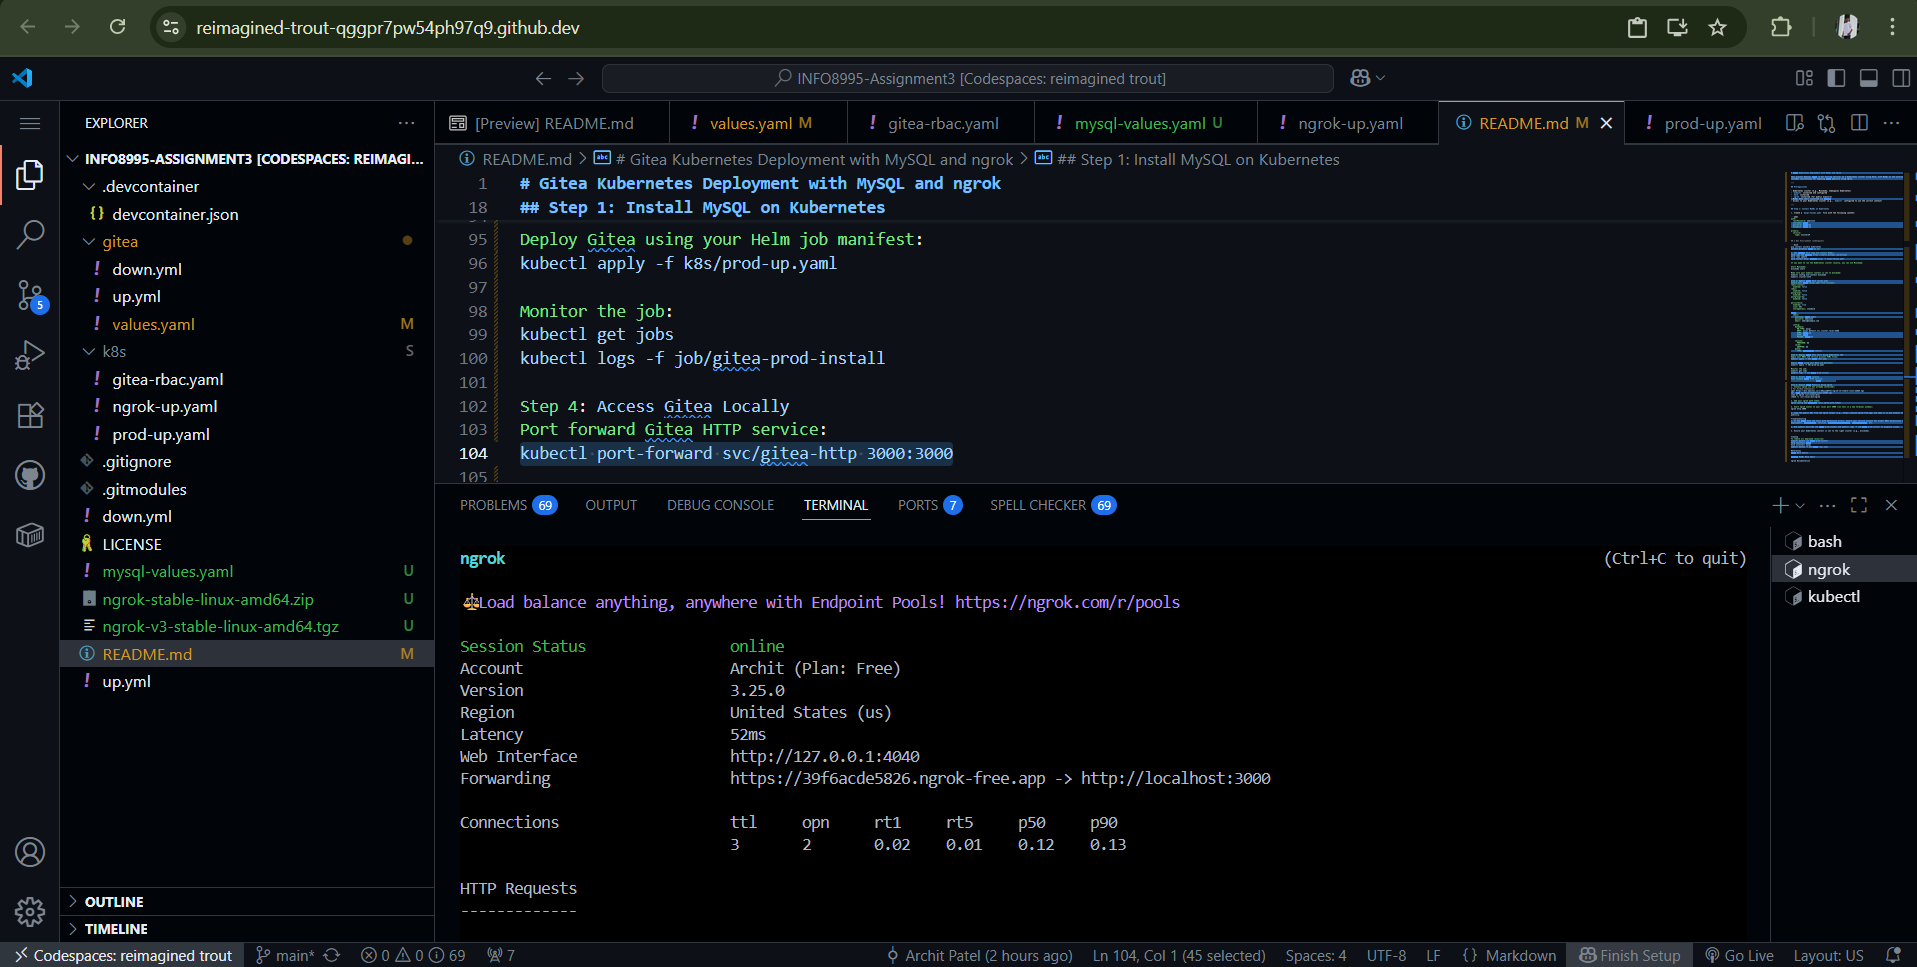 reimagined-trout-qggpr7pw54ph97q9.github.dev
INFO8995-Assignment3 [Codespaces: reimagined trout]
EXPLORER
INFO8995-ASSIGNMENT3 [CODESPACES: REIMAGI...
.devcontainer
{} devcontainer.json
gitea
! down.yml
! up.yml
! values.yaml M
k8s S
! gitea-rbac.yaml
! ngrok-up.yaml
! prod-up.yaml
.gitignore
.gitmodules
! down.yml
LICENSE
! mysql-values.yaml U
ngrok-stable-linux-amd64.zip U
ngrok-v3-stable-linux-amd64.tgz U
README.md M
! up.yml
5
OUTLINE
TIMELINE
[Preview] README.md
! values.yaml M
! gitea-rbac.yaml
! mysql-values.yaml U
! ngrok-up.yaml
README.md M
! prod-up.yaml
README.md > # Gitea Kubernetes Deployment with MySQL and ngrok > ## Step 1: Install MySQL on Kubernetes
1 # Gitea Kubernetes Deployment with MySQL and ngrok
18 ## Step 1: Install MySQL on Kubernetes
95 Deploy Gitea using your Helm job manifest:
96 kubectl apply -f k8s/prod-up.yaml
97
98 Monitor the job:
99 kubectl get jobs
100 kubectl logs -f job/gitea-prod-install
101
102 Step 4: Access Gitea Locally
103 Port forward Gitea HTTP service:
104 kubectl port-forward svc/gitea-http 3000:3000
105
PROBLEMS 69 OUTPUT DEBUG CONSOLE TERMINAL PORTS 7 SPELL CHECKER 69
ngrok (Ctrl+C to quit)
Load balance anything, anywhere with Endpoint Pools! https://ngrok.com/r/pools
Session Status online
Account Archit (Plan: Free)
Version 3.25.0
Region United States (us)
Latency 52ms
Web Interface http://127.0.0.1:4040
Forwarding https://39f6acde5826.ngrok-free.app -> http://localhost:3000
Connections ttl opn rt1 rt5 p50 p90
3 2 0.02 0.01 0.12 0.13
HTTP Requests
-------------
bash
ngrok
kubectl
Codespaces: reimagined trout main* 0 0 69 7 Archit Patel (2 hours ago) Ln 104, Col 1 (45 selected) Spaces: 4 UTF-8 LF {} Markdown Finish Setup Go Live Layout: US